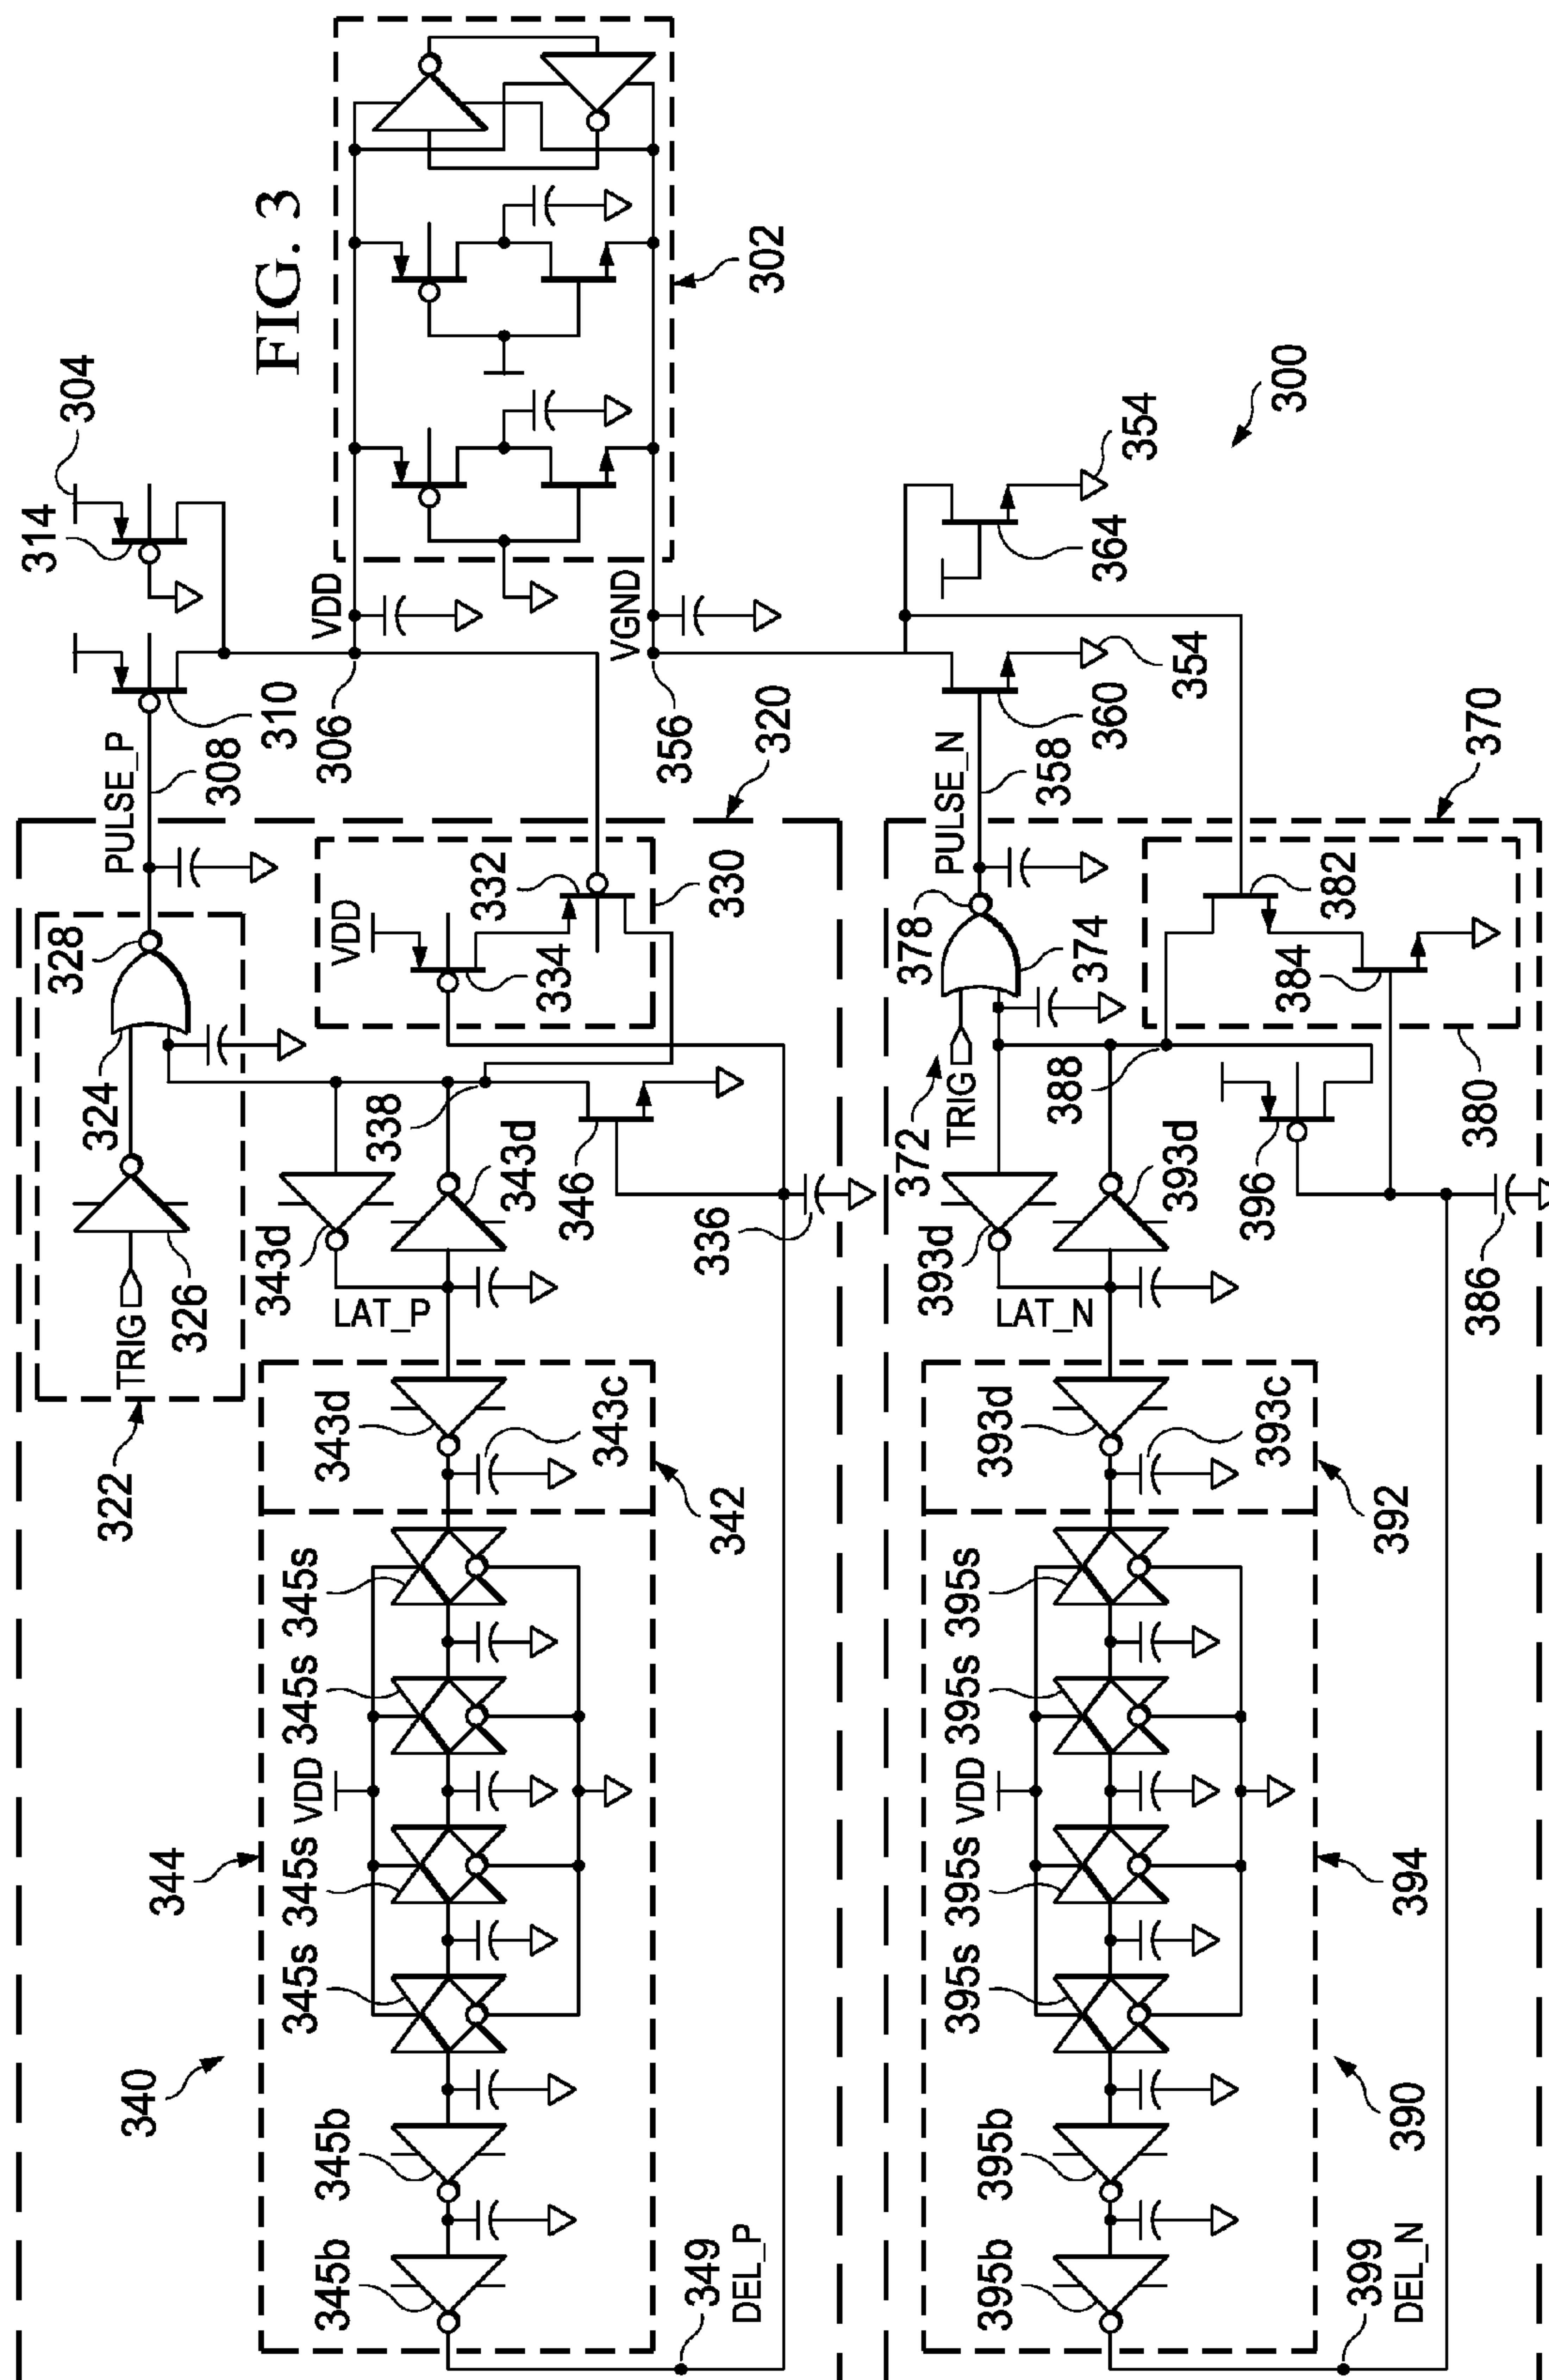 FIG. 3
304
314
310
PULSE_P
308
VDD
306
302
VGND
356
320
322
TRIG
326
324
328
VDD
332
334
330
338
343d
343d
346
336
LAT_P
343d
343c
342
344
345s
345s
VDD
345s
345s
340
345b
345b
349
DEL_P
300
354
364
354
360
PULSE_N
358
370
372
TRIG
378
374
382
384
380
388
393d
393d
396
386
LAT_N
393d
393c
392
395s
395s
VDD
395s
395s
394
390
395b
395b
399
DEL_N